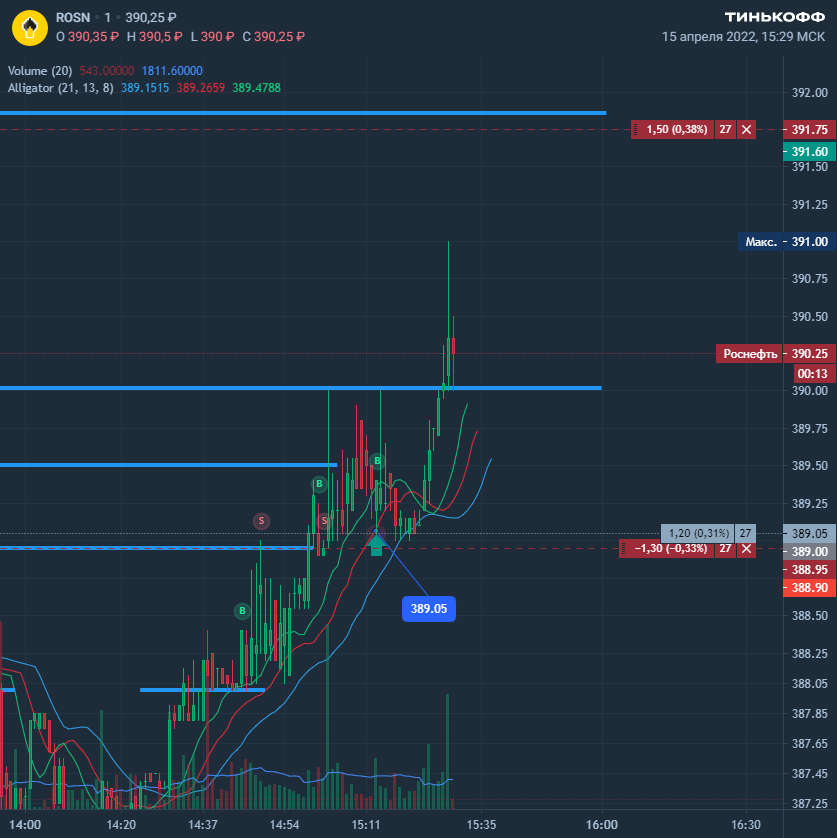 ROSN · 1 · 390,25 ₽
O 390,35 ₽ H 390,5 ₽ L 390 ₽ C 390,25 ₽
ТИНЬКОФФ
15 апреля 2022, 15:29 МСК
Volume (20) 543.00000 1811.60000
Alligator (21, 13, 8) 389.1515 389.2659 389.4788
392.00
1,50 (0,38%) 27 391.75
391.60
391.50
391.25
Макс. 391.00
390.75
390.50
Роснефть 390.25
00:13
390.00
389.75
389.50
B
B
389.25
S
S
1,20 (0,31%) 27 389.05
−1,30 (−0,33%) 27 389.00
388.95
388.90
389.05
B
388.50
388.25
388.05
387.85
387.65
387.45
387.25
14:00 14:20 14:37 14:54 15:11 15:35 16:00 16:30